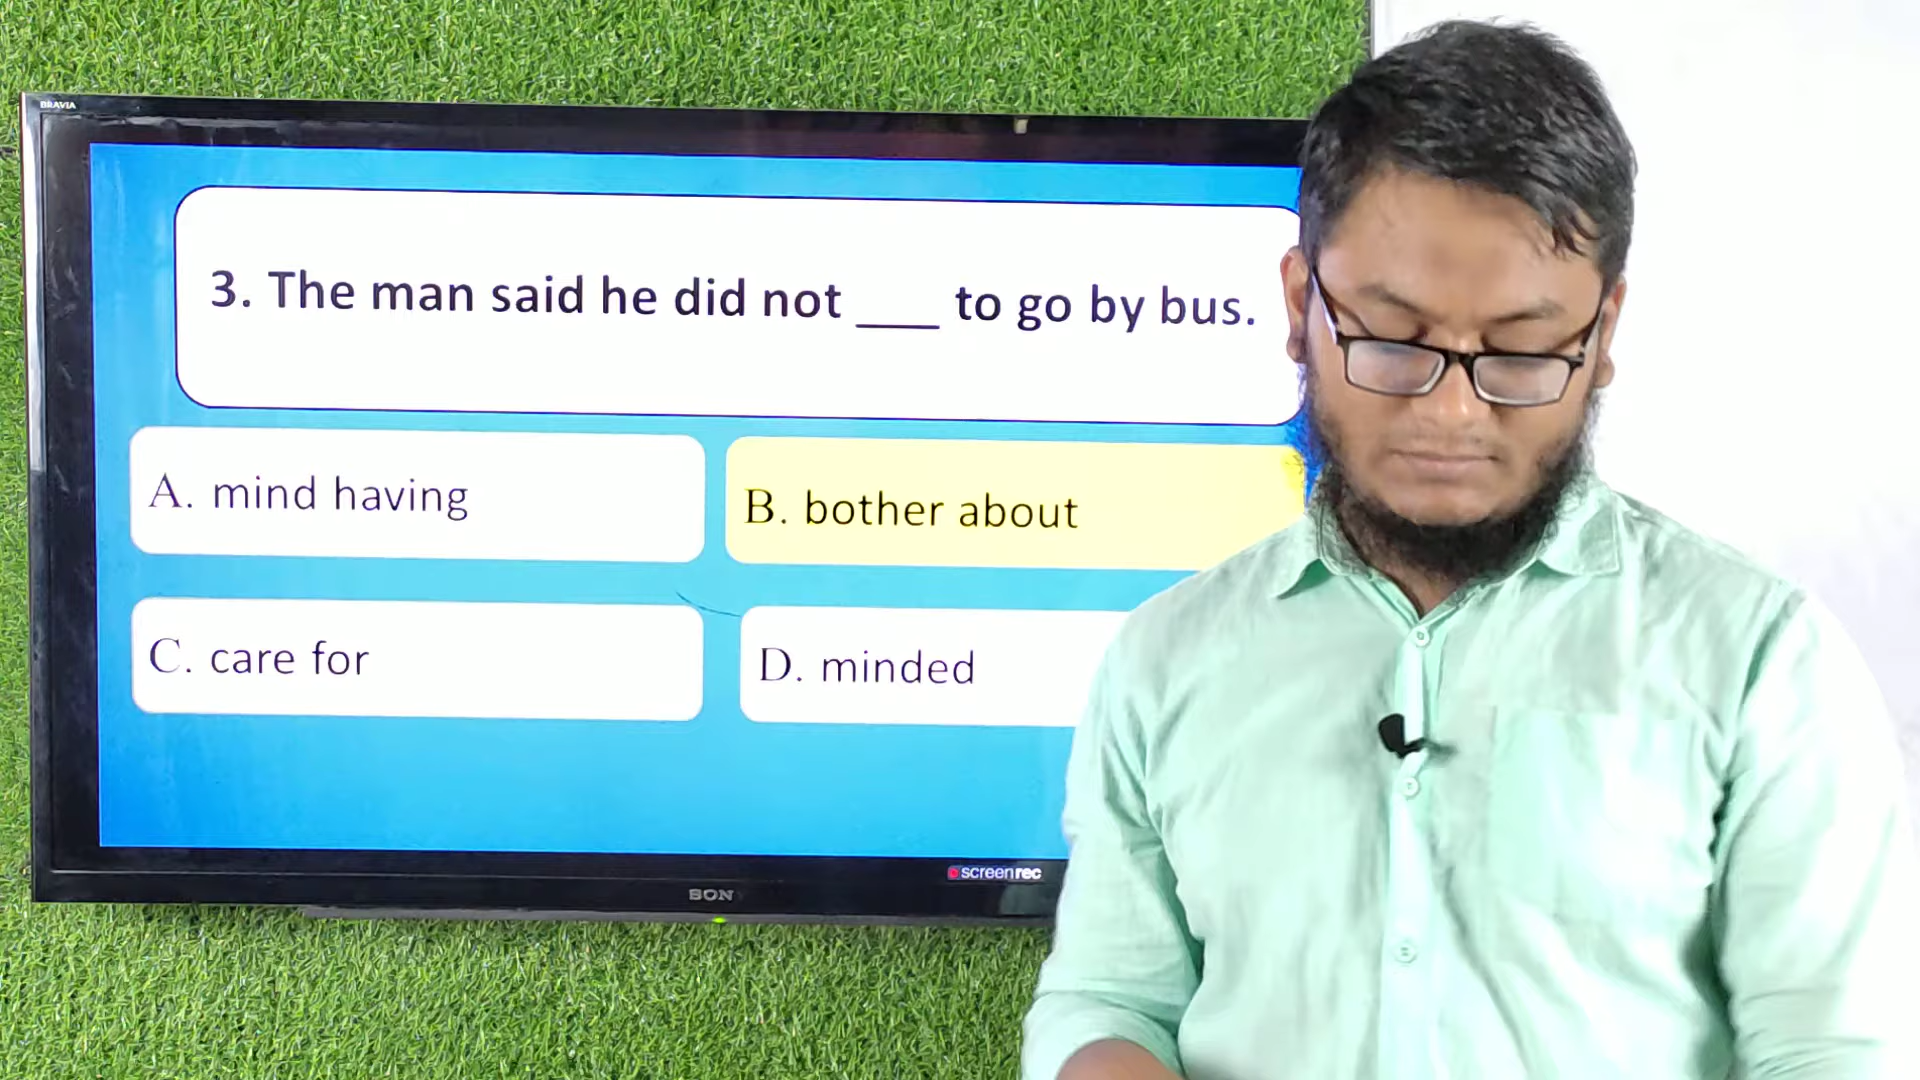 BRAVIA
3. The man said he did not ____ to go by bus.
A. mind having
B. bother about
C. care for
D. minded
screenrec
SON